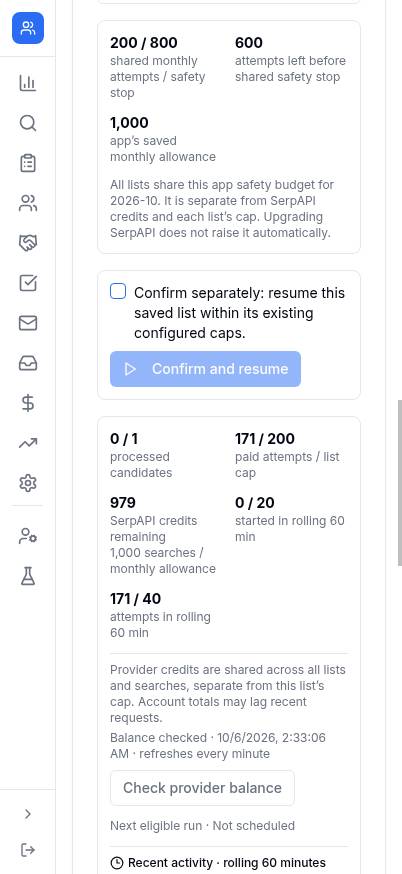 200 / 800
shared monthly
attempts / safety
stop
600
attempts left before
shared safety stop
1,000
app's saved
monthly allowance
All lists share this app safety budget for
2026-10. It is separate from SerpAPI
credits and each list's cap. Upgrading
SerpAPI does not raise it automatically.
Confirm separately: resume this
saved list within its existing
configured caps.
Confirm and resume
0 / 1
processed
candidates
171 / 200
paid attempts / list
cap
979
SerpAPI credits
remaining
1,000 searches /
monthly allowance
0 / 20
started in rolling 60
min
171 / 40
attempts in rolling
60 min
Provider credits are shared across all lists
and searches, separate from this list's
cap. Account totals may lag recent
requests.
Balance checked · 10/6/2026, 2:33:06
AM · refreshes every minute
Check provider balance
Next eligible run · Not scheduled
Recent activity · rolling 60 minutes